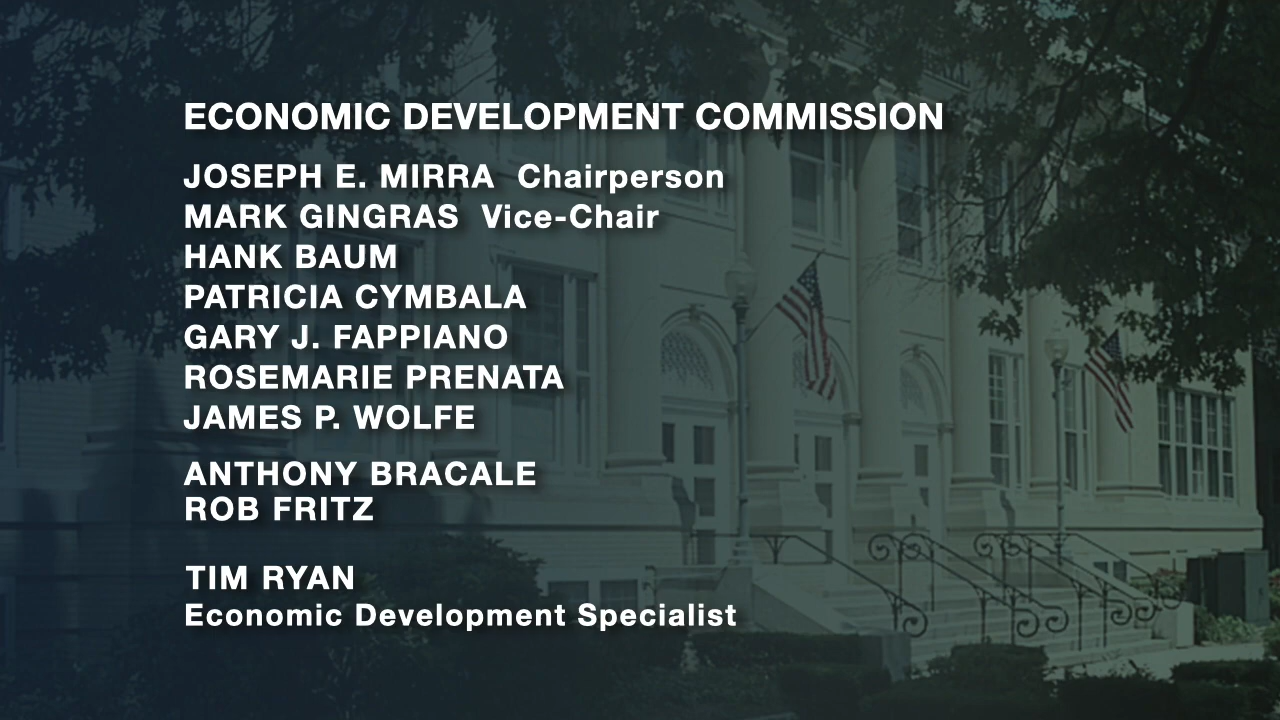 ECONOMIC DEVELOPMENT COMMISSION
JOSEPH E. MIRRA Chairperson
MARK GINGRAS Vice-Chair
HANK BAUM
PATRICIA CYMBALA
GARY J. FAPPIANO
ROSEMARIE PRENATA
JAMES P. WOLFE
ANTHONY BRACALE
ROB FRITZ
TIM RYAN
Economic Development Specialist